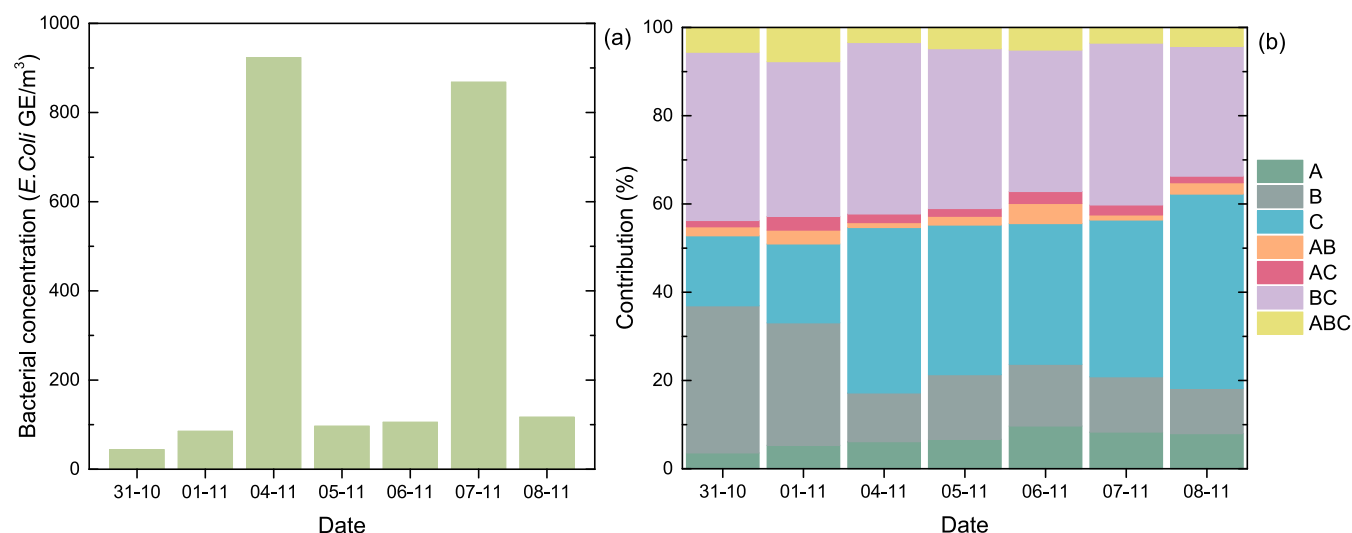 (a)
Bacterial concentration (E.Coli GE/m³)
1000
800
600
400
200
0
31-10 01-11 04-11 05-11 06-11 07-11 08-11
Date
(b)
Contribution (%)
100
80
60
40
20
0
31-10 01-11 04-11 05-11 06-11 07-11 08-11
Date
A
B
C
AB
AC
BC
ABC